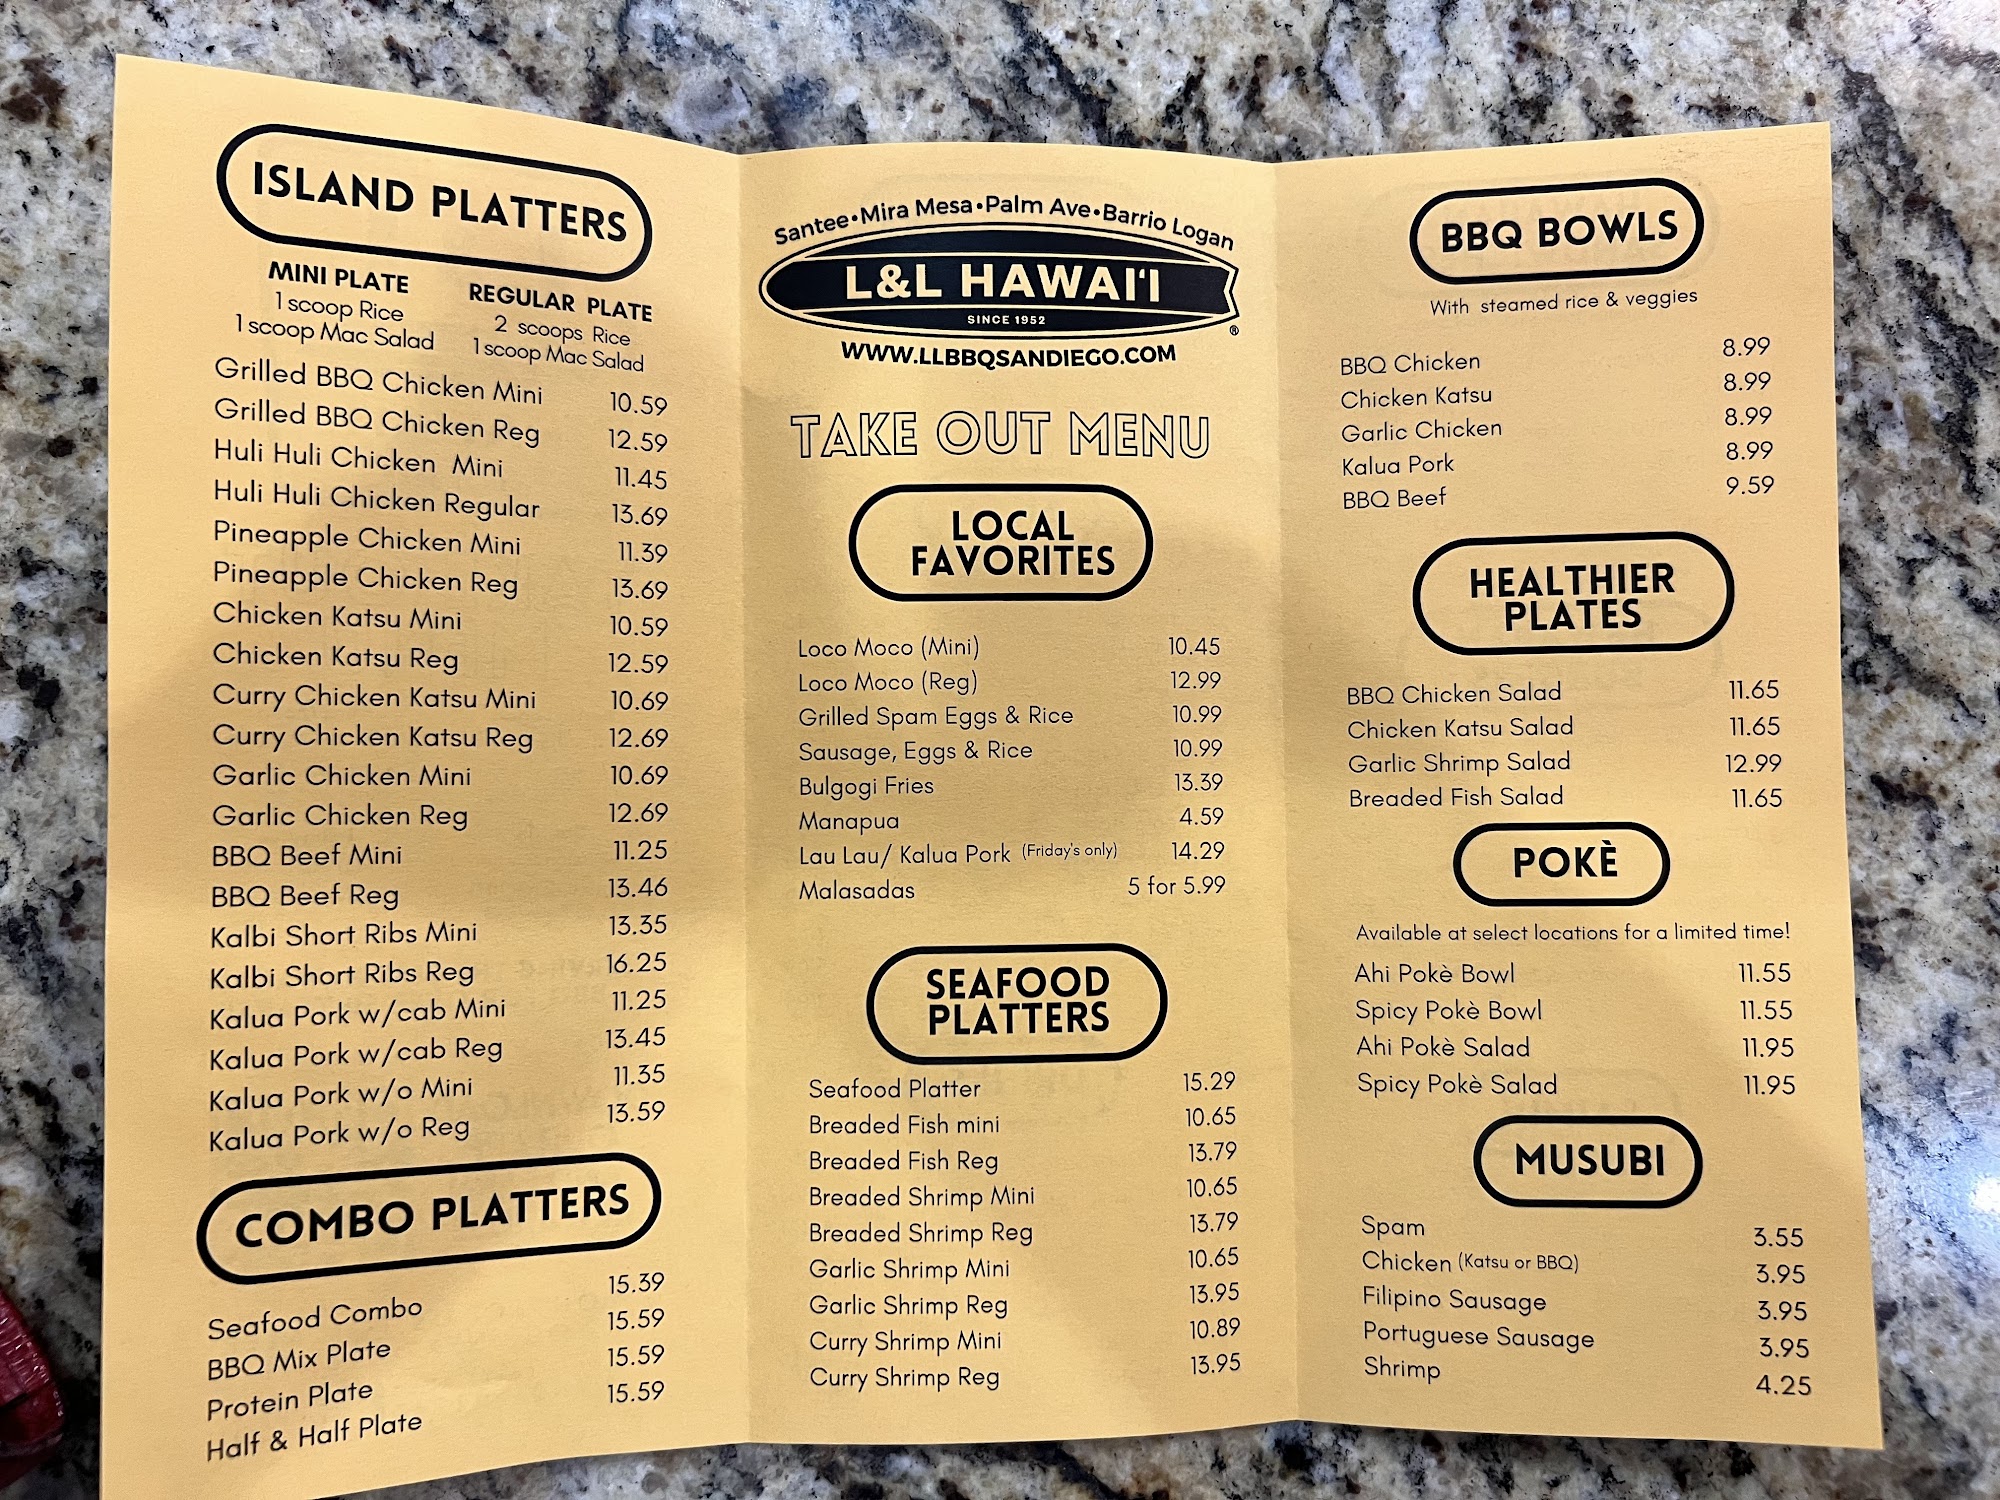 ISLAND PLATTERS
MINI PLATE
1 scoop Rice
1 scoop Mac Salad
REGULAR PLATE
2 scoops Rice
1 scoop Mac Salad
Grilled BBQ Chicken Mini 10.59
Grilled BBQ Chicken Reg 12.59
Huli Huli Chicken Mini 11.45
Huli Huli Chicken Regular 13.69
Pineapple Chicken Mini 11.39
Pineapple Chicken Reg 13.69
Chicken Katsu Mini 10.59
Chicken Katsu Reg 12.59
Curry Chicken Katsu Mini 10.69
Curry Chicken Katsu Reg 12.69
Garlic Chicken Mini 10.69
Garlic Chicken Reg 12.69
BBQ Beef Mini 11.25
BBQ Beef Reg 13.46
Kalbi Short Ribs Mini 13.35
Kalbi Short Ribs Reg 16.25
Kalua Pork w/cab Mini 11.25
Kalua Pork w/cab Reg 13.45
Kalua Pork w/o Mini 11.35
Kalua Pork w/o Reg 13.59
COMBO PLATTERS
Seafood Combo 15.39
BBQ Mix Plate 15.59
Protein Plate 15.59
Half & Half Plate 15.59
Santee•Mira Mesa•Palm Ave•Barrio Logan
L&L HAWAI‘I
SINCE 1952
®
WWW.LLBBQSANDIEGO.COM
TAKE OUT MENU
LOCAL
FAVORITES
Loco Moco (Mini) 10.45
Loco Moco (Reg) 12.99
Grilled Spam Eggs & Rice 10.99
Sausage, Eggs & Rice 10.99
Bulgogi Fries 13.39
Manapua 4.59
Lau Lau/ Kalua Pork (Friday's only) 14.29
Malasadas 5 for 5.99
SEAFOOD
PLATTERS
Seafood Platter 15.29
Breaded Fish mini 10.65
Breaded Fish Reg 13.79
Breaded Shrimp Mini 10.65
Breaded Shrimp Reg 13.79
Garlic Shrimp Mini 10.65
Garlic Shrimp Reg 13.95
Curry Shrimp Mini 10.89
Curry Shrimp Reg 13.95
BBQ BOWLS
With steamed rice & veggies
BBQ Chicken 8.99
Chicken Katsu 8.99
Garlic Chicken 8.99
Kalua Pork 8.99
BBQ Beef 9.59
HEALTHIER
PLATES
BBQ Chicken Salad 11.65
Chicken Katsu Salad 11.65
Garlic Shrimp Salad 12.99
Breaded Fish Salad 11.65
POKÈ
Available at select locations for a limited time!
Ahi Pokè Bowl 11.55
Spicy Pokè Bowl 11.55
Ahi Pokè Salad 11.95
Spicy Pokè Salad 11.95
MUSUBI
Spam 3.55
Chicken (Katsu or BBQ) 3.95
Filipino Sausage 3.95
Portuguese Sausage 3.95
Shrimp 4.25